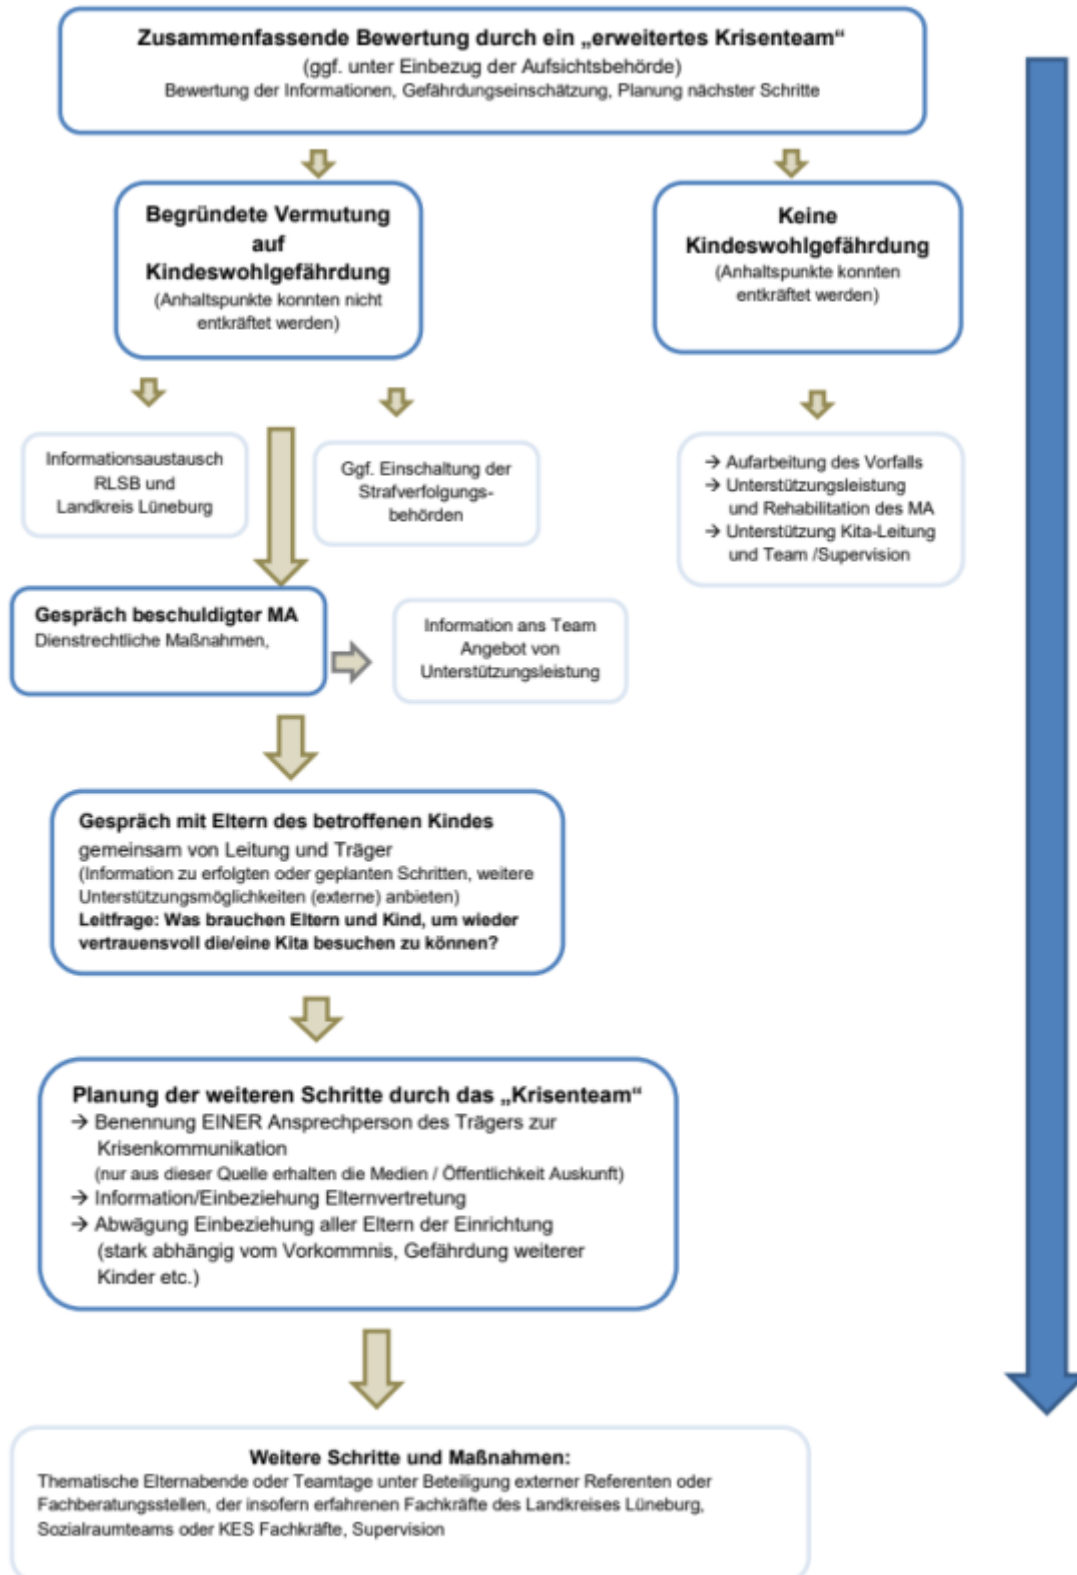 Zusammenfassende Bewertung durch ein „erweitertes Krisenteam“
(ggf. unter Einbezug der Aufsichtsbehörde)
Bewertung der Informationen, Gefährdungseinschätzung, Planung nächster Schritte
Begründete Vermutung
auf
Kindeswohlgefährdung
(Anhaltspunkte konnten nicht
entkräftet werden)
Keine
Kindeswohlgefährdung
(Anhaltspunkte konnten
entkräftet werden)
Informationsaustausch
RLSB und
Landkreis Lüneburg
Ggf. Einschaltung der
Strafverfolgungs-
behörden
→ Aufarbeitung des Vorfalls
→ Unterstützungsleistung
und Rehabilitation des MA
→ Unterstützung Kita-Leitung
und Team /Supervision
Gespräch beschuldigter MA
Dienstrechtliche Maßnahmen,
Information ans Team
Angebot von
Unterstützungsleistung
Gespräch mit Eltern des betroffenen Kindes
gemeinsam von Leitung und Träger
(Information zu erfolgten oder geplanten Schritten, weitere
Unterstützungsmöglichkeiten (externe) anbieten)
Leitfrage: Was brauchen Eltern und Kind, um wieder
vertrauensvoll die/eine Kita besuchen zu können?
Planung der weiteren Schritte durch das „Krisenteam“
→ Benennung EINER Ansprechperson des Trägers zur
Krisenkommunikation
(nur aus dieser Quelle erhalten die Medien / Öffentlichkeit Auskunft)
→ Information/Einbeziehung Elternvertretung
→ Abwägung Einbeziehung aller Eltern der Einrichtung
(stark abhängig vom Vorkommnis, Gefährdung weiterer
Kinder etc.)
Weitere Schritte und Maßnahmen:
Thematische Elternabende oder Teamtage unter Beteiligung externer Referenten oder
Fachberatungsstellen, der insofern erfahrenen Fachkräfte des Landkreises Lüneburg,
Sozialraumteams oder KES Fachkräfte, Supervision